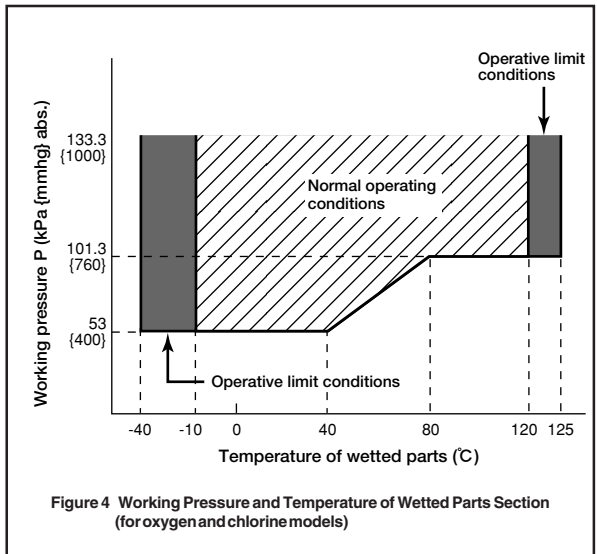 Operative limit
conditions
Working pressure P (kPa {mmhg} abs.)
133.3
{1000}
Normal operating
conditions
101.3
{760}
53
{400}
Operative limit conditions
-40 -10 0 40 80 120 125
Temperature of wetted parts (℃)
Figure 4 Working Pressure and Temperature of Wetted Parts Section
(for oxygen and chlorine models)